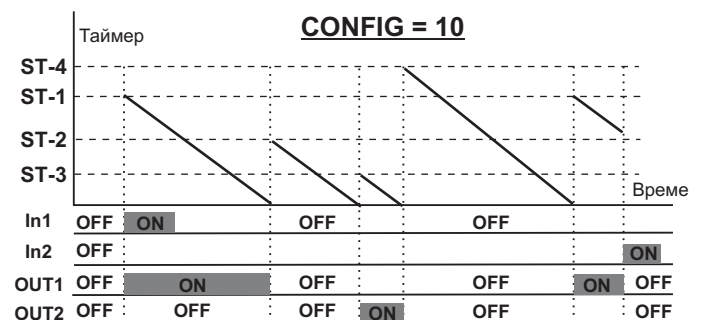 Таймер
CONFIG = 10
ST-4
ST-1
ST-2
ST-3
Време
In1 OFF ON OFF OFF
In2 OFF ON
OUT1 OFF ON OFF OFF ON OFF
OUT2 OFF OFF OFF ON OFF OFF